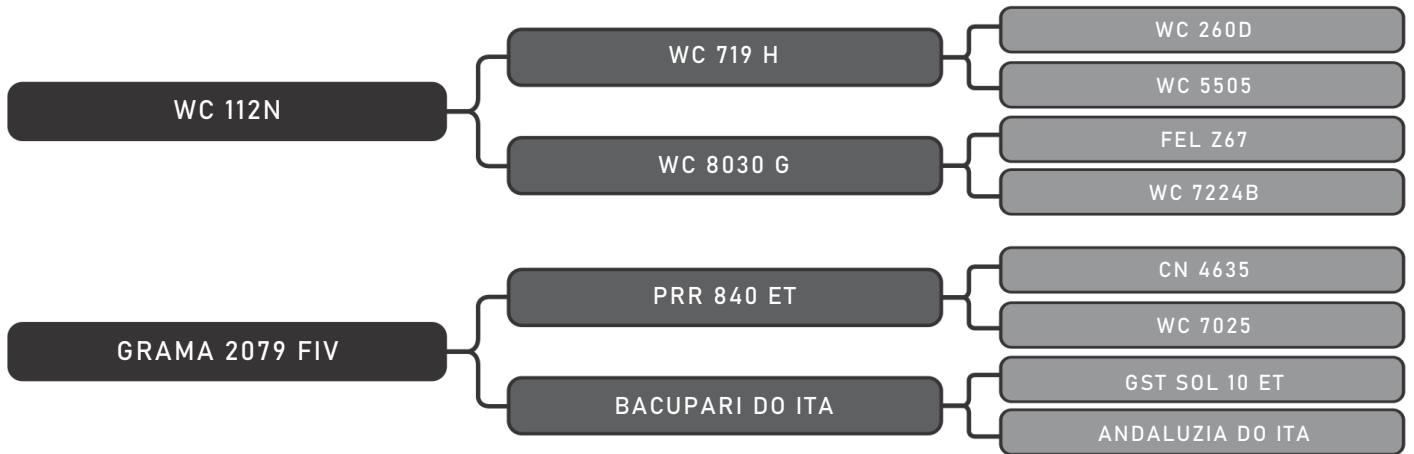 WC 112N
WC 719 H
WC 260D
WC 5505
WC 8030 G
FEL Z67
WC 7224B
GRAMA 2079 FIV
PRR 840 ET
CN 4635
WC 7025
BACUPARI DO ITA
GST SOL 10 ET
ANDALUZIA DO ITA